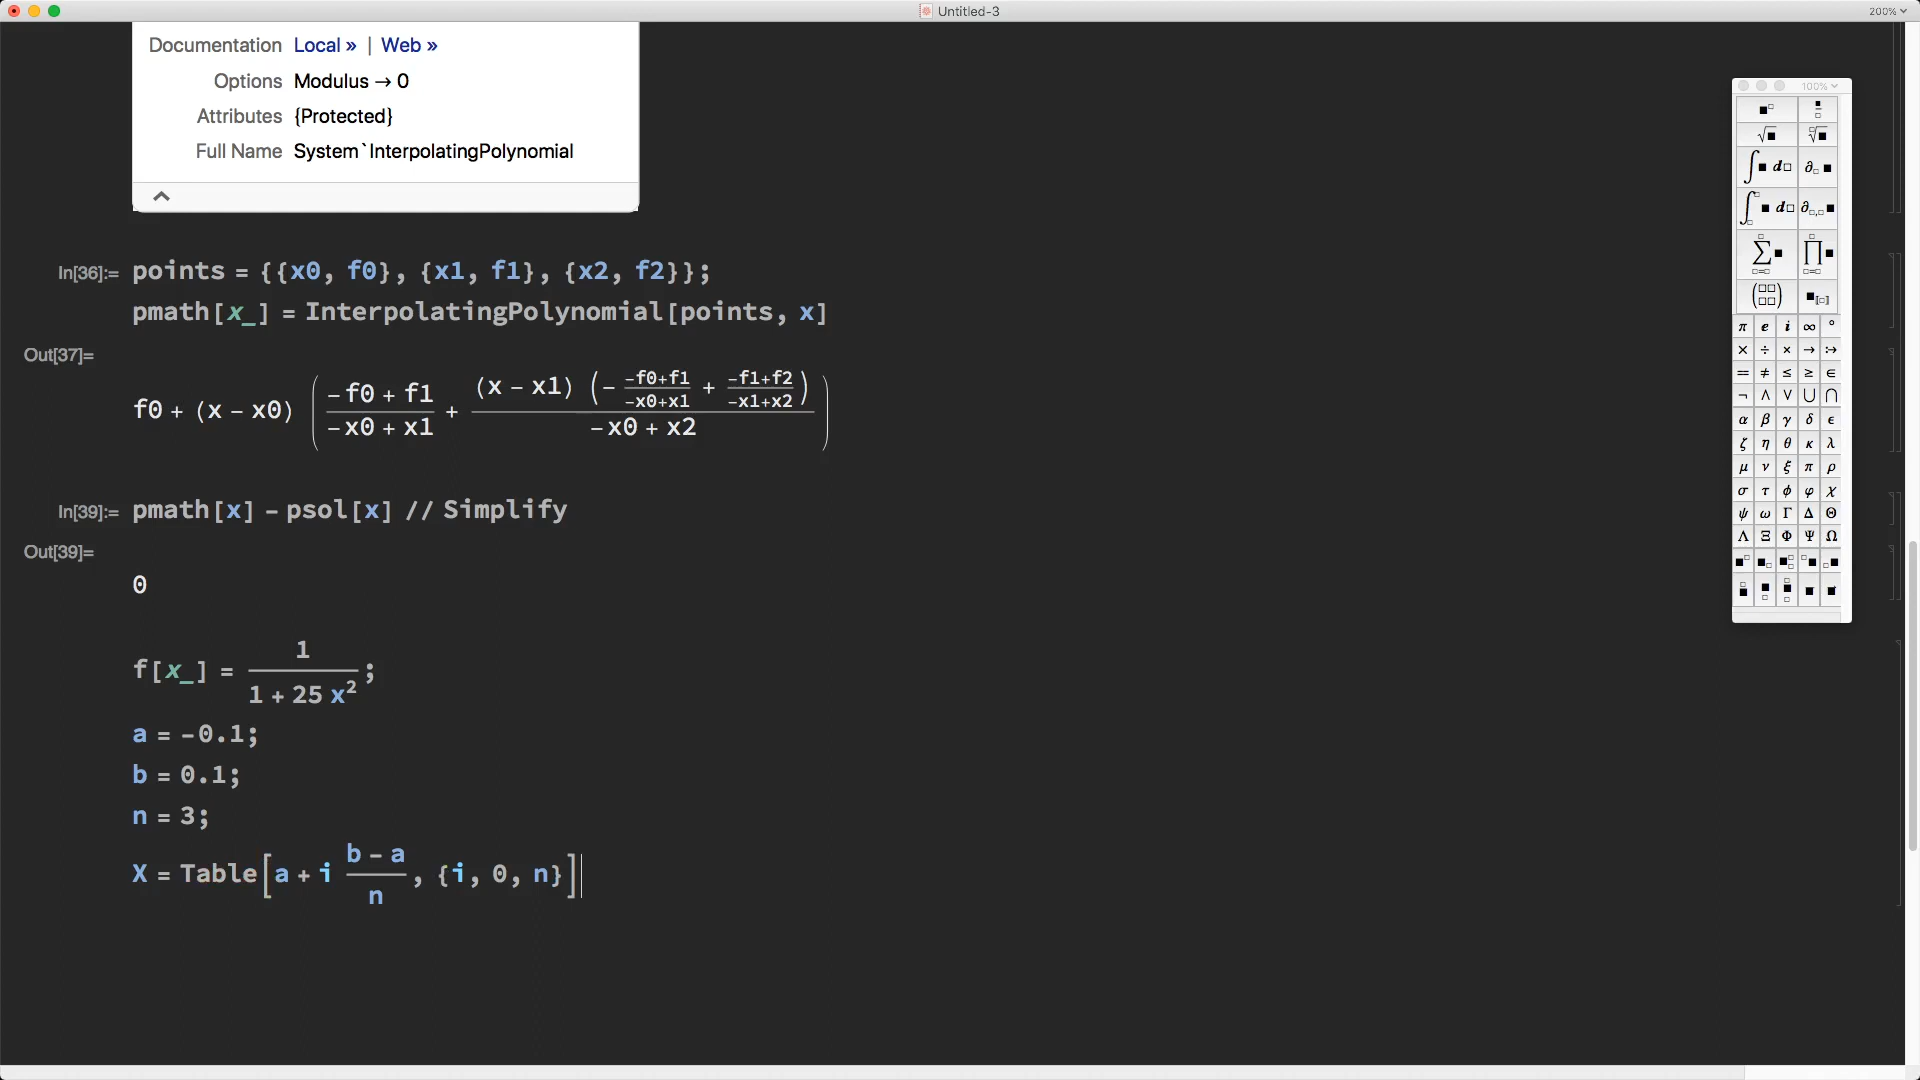 Untitled-3
200%
Documentation Local » | Web »
Options Modulus → 0
Attributes {Protected}
Full Name System`InterpolatingPolynomial
100%
In[36]:= points = {{x0, f0}, {x1, f1}, {x2, f2}};
pmath[x_] = InterpolatingPolynomial[points, x]
Out[37]=
f0 + (x - x0) ( (-f0 + f1)/(-x0 + x1) + ((x - x1) (- (-f0+f1)/(-x0+x1) + (-f1+f2)/(-x1+x2)))/(-x0 + x2) )
In[39]:= pmath[x] - psol[x] // Simplify
Out[39]=
0
f[x_] = 1/(1 + 25 x²);
a = -0.1;
b = 0.1;
n = 3;
X = Table[a + i (b - a)/n, {i, 0, n}]
■□ ■/□
√■ □√■
∫■ d□ ∂□ ■
∫□□ ■ d□ ∂□,□ ■
∑□□=□ ■ ∏□□=□ ■
(□□ □□) ■[[□]]
π e i ∞ °
× ÷ × → :→
== ≠ ≤ ≥ ∈
¬ ∧ ∨ ∪ ∩
α β γ δ ϵ
ζ η θ κ λ
μ ν ξ π ρ
σ τ ϕ φ χ
ψ ω Γ Δ Θ
Λ Ξ Φ Ψ Ω